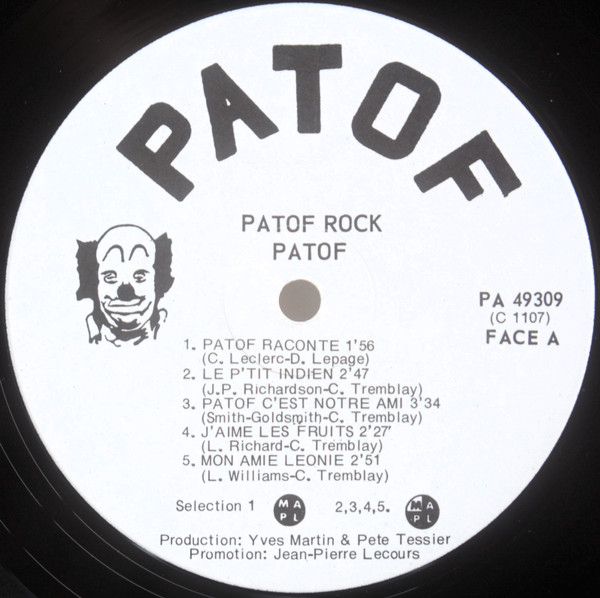 PATOF
PATOF ROCK
PATOF
PA 49309
(C 1107)
FACE A
1. PATOF RACONTE 1'56
(C. Leclerc-D. Lepage)
2. LE P'TIT INDIEN 2'47
(J.P. Richardson-C. Tremblay)
3. PATOF C'EST NOTRE AMI 3'34
(Smith-Goldsmith-C. Tremblay)
4. J'AIME LES FRUITS 2'27'
(L. Richard-C. Tremblay)
5. MON AMIE LEONIE 2'51
(L. Williams-C. Tremblay)
Selection 1 MAPL 2,3,4,5. MAPL
Production: Yves Martin & Pete Tessier
Promotion: Jean-Pierre Lecours